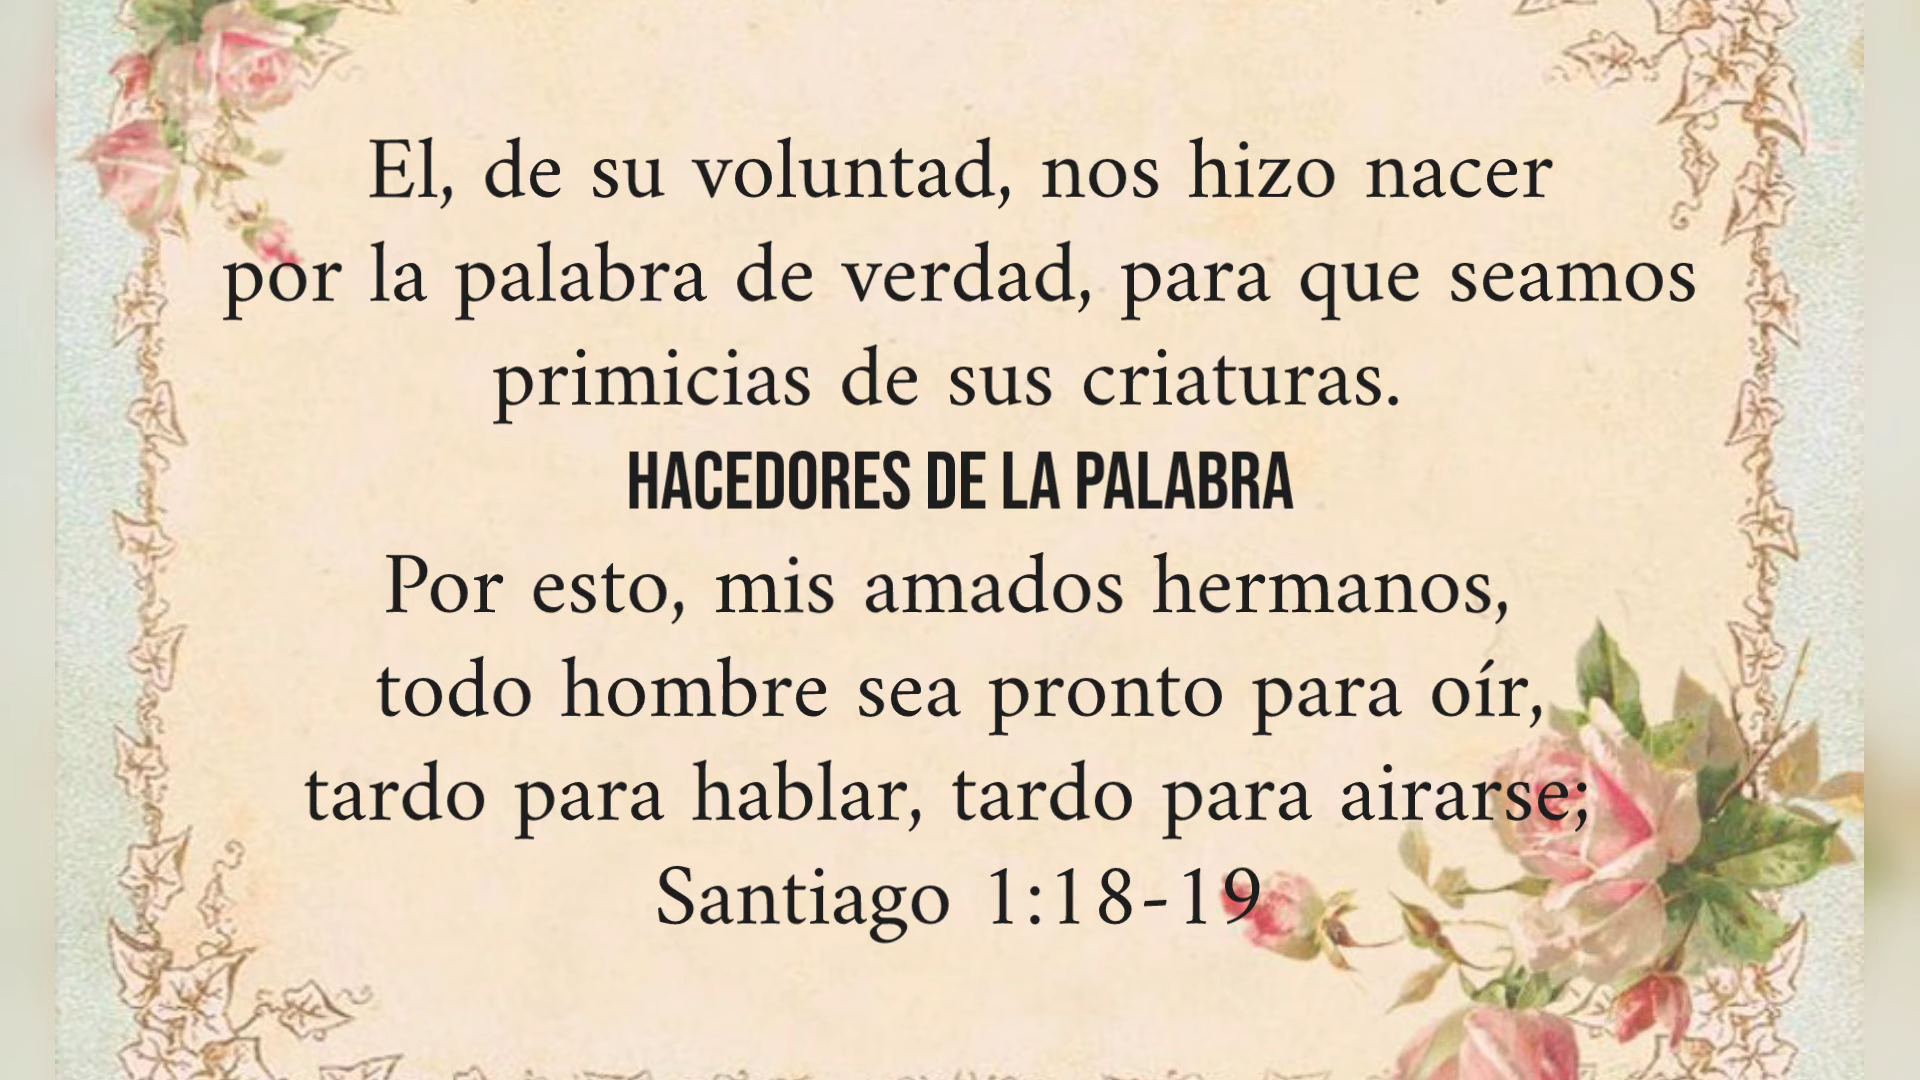 El, de su voluntad, nos hizo nacer
por la palabra de verdad, para que seamos
primicias de sus criaturas.
HACEDORES DE LA PALABRA
Por esto, mis amados hermanos,
todo hombre sea pronto para oír,
tardo para hablar, tardo para airarse;
Santiago 1:18-19